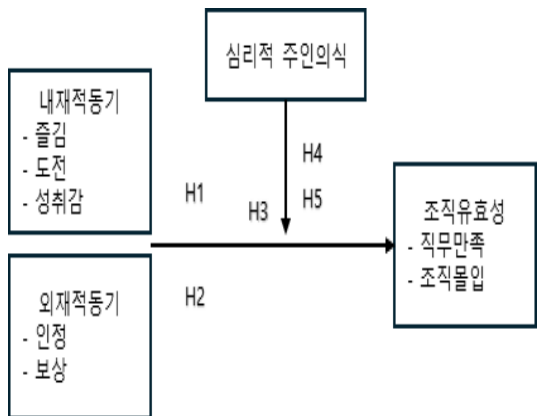 심리적 주인의식
내재적동기
- 즐김
- 도전
- 성취감
H1
H3
H4
H5
조직유효성
- 직무만족
- 조직몰입
외재적동기
- 인정
- 보상
H2